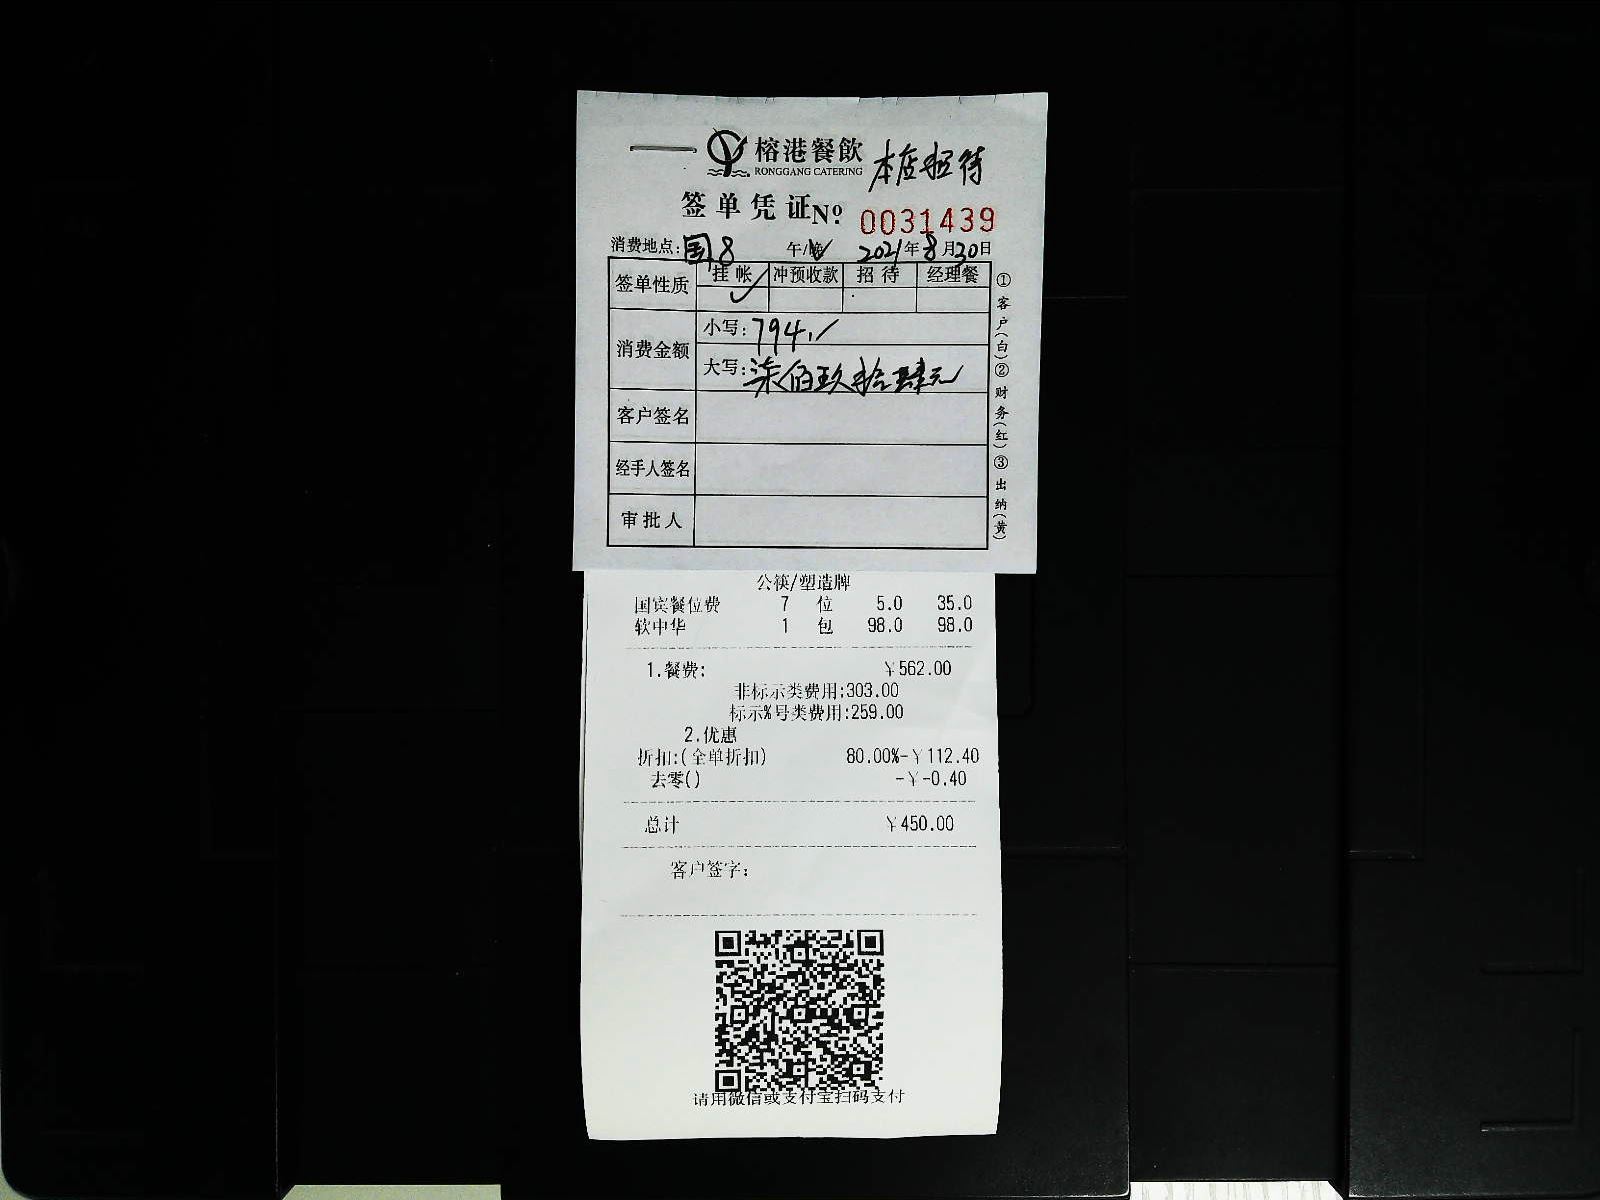 榕港餐飲 本店招待
RONGGANG CATERING
签单凭证 No: 0031439
消费地点: 国8 午/晚 2021年8月30日
签单性质 挂帐 冲预收款 招待 经理餐
消费金额
小写: 794.
大写: 柒佰玖拾肆元
客户签名
经手人签名
审批人
①客户(白)②财务(红)③出纳(黄)
公筷/塑造牌
国宾餐位费 7 位 5.0 35.0
软中华 1 包 98.0 98.0
1.餐费: ¥562.00
非标示类费用:303.00
标示%号类费用:259.00
2.优惠
折扣:(全单折扣) 80.00%-¥112.40
去零() -¥-0.40
总计 ¥450.00
客户签字:
请用微信或支付宝扫码支付